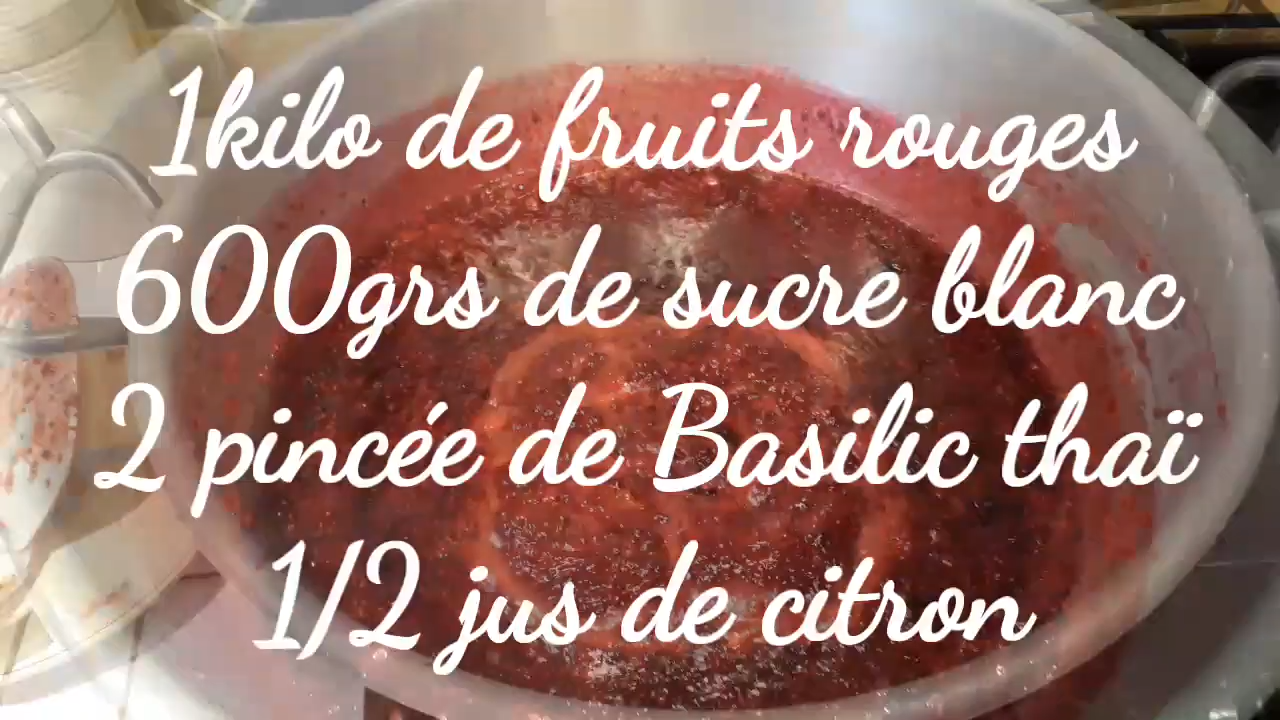 1kilo de fruits rouges
600grs de sucre blanc
2 pincée de Basilic thaï
1/2 jus de citron